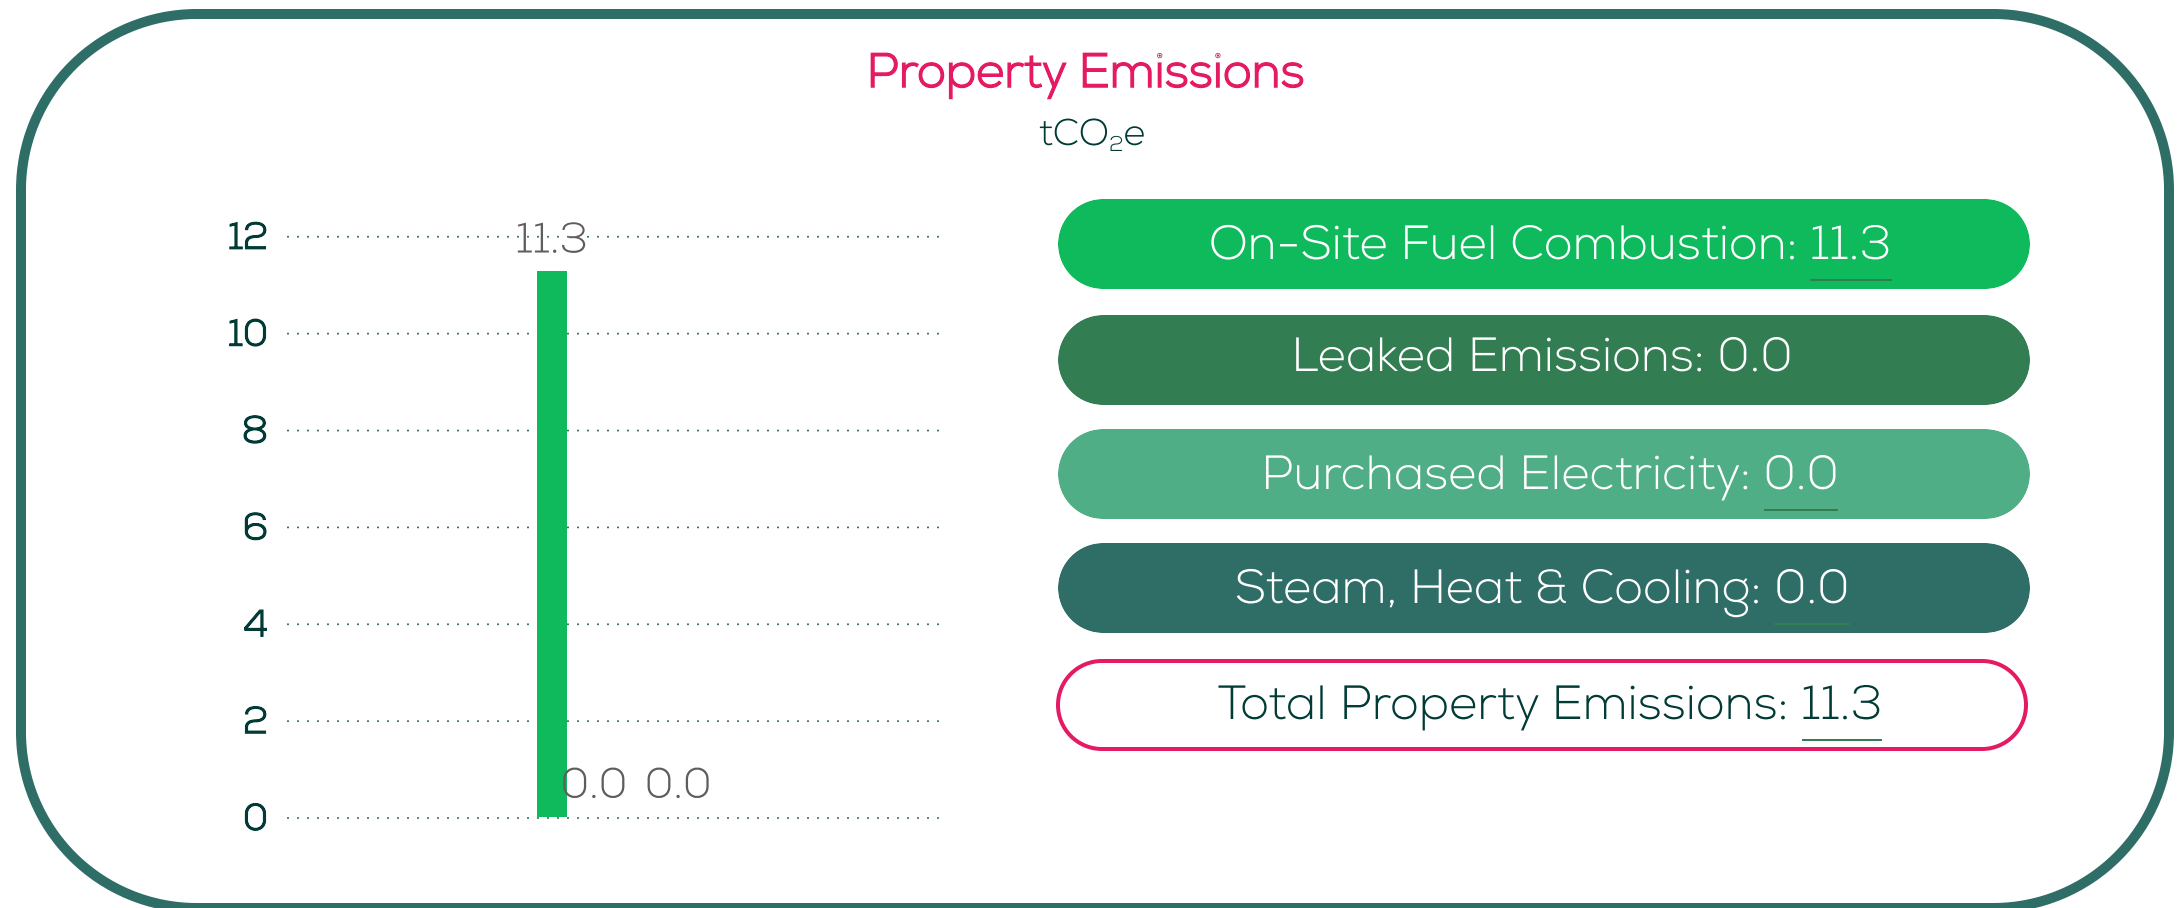 Property Emissions
tCO₂e
12
11.3
10
8
6
4
2
0.0 0.0
0
On-Site Fuel Combustion: 11.3
Leaked Emissions: 0.0
Purchased Electricity: 0.0
Steam, Heat & Cooling: 0.0
Total Property Emissions: 11.3